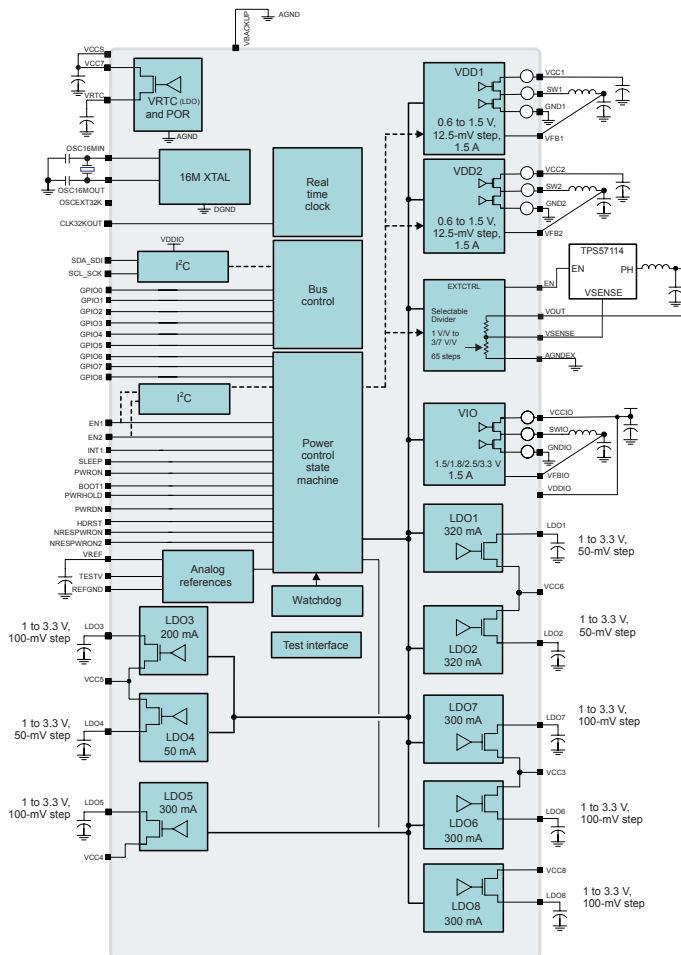 VBACKUP
AGND
VCCS
VCC7
VRTC
VRTC (LDO)
and POR
AGND
OSC16MIN
OSC16MOUT
16M XTAL
DGND
OSCEXT32K
CLK32KOUT
Real
time
clock
VDDIO
SDA_SDI
SCL_SCK
I2C
Bus
control
GPIO0
GPIO1
GPIO2
GPIO3
GPIO4
GPIO5
GPIO6
GPIO7
GPIO8
I2C
EN1
EN2
INT1
SLEEP
PWRON
BOOT1
PWRHOLD
PWRDN
HDRST
NRESPWRON
NRESPWRON2
Power
control
state
machine
VREF
TESTV
REFGND
Analog
references
Watchdog
Test interface
1 to 3.3 V,
100-mV step
LDO3
LDO3
200 mA
VCC5
1 to 3.3 V,
50-mV step
LDO4
LDO4
50 mA
1 to 3.3 V,
100-mV step
LDO5
LDO5
300 mA
VCC4
VDD1
0.6 to 1.5 V,
12.5-mV step,
1.5 A
VCC1
SW1
GND1
VFB1
VDD2
0.6 to 1.5 V,
12.5-mV step,
1.5 A
VCC2
SW2
GND2
VFB2
TPS57114
EN
PH
VSENSE
EXTCTRL
Selectable
Divider
1 V/V to
3/7 V/V
65 steps
EN
VOUT
VSENSE
AGNDEX
VIO
1.5/1.8/2.5/3.3 V
1.5 A
VCCIO
SWIO
GNDIO
VFBIO
VDDIO
LDO1
320 mA
LDO1
1 to 3.3 V,
50-mV step
VCC6
LDO2
320 mA
LDO2
1 to 3.3 V,
50-mV step
LDO7
300 mA
LDO7
1 to 3.3 V,
100-mV step
VCC3
LDO6
300 mA
LDO6
1 to 3.3 V,
100-mV step
VCC8
LDO8
300 mA
LDO8
1 to 3.3 V,
100-mV step